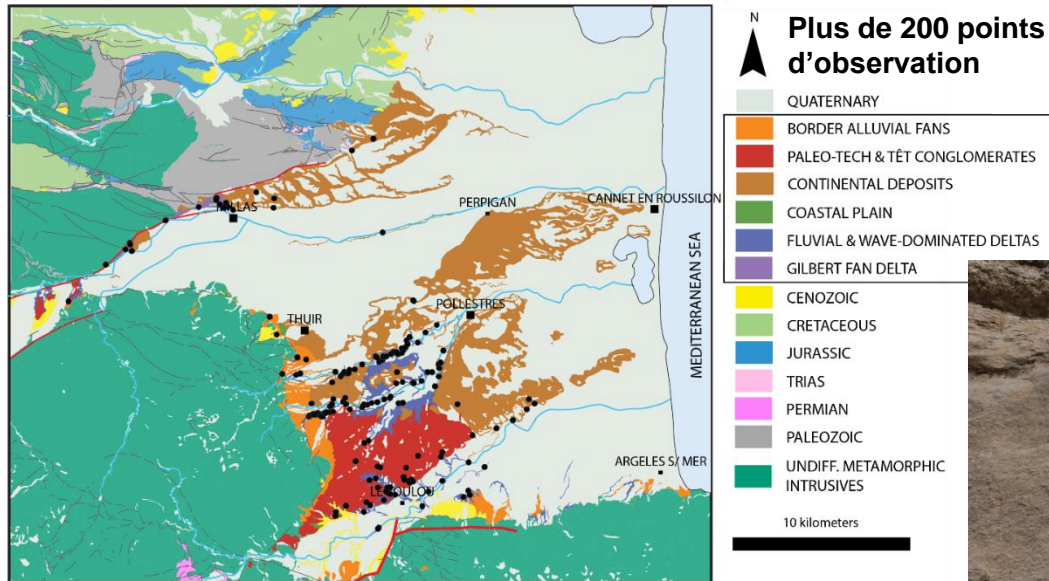 N
Plus de 200 points
d'observation
QUATERNARY
BORDER ALLUVIAL FANS
PALEO-TECH & TÊT CONGLOMERATES
CONTINENTAL DEPOSITS
COASTAL PLAIN
FLUVIAL & WAVE-DOMINATED DELTAS
GILBERT FAN DELTA
CENOZOIC
CRETACEOUS
JURASSIC
TRIAS
PERMIAN
PALEOZOIC
UNDIFF. METAMORPHIC
INTRUSIVES
10 kilometers
MILLAS
PERPIGAN
CANNET EN ROUSSILON
MEDITERRANEAN SEA
THUIR
POLLESTRES
ARGELES S/ MER
LE BOULOU